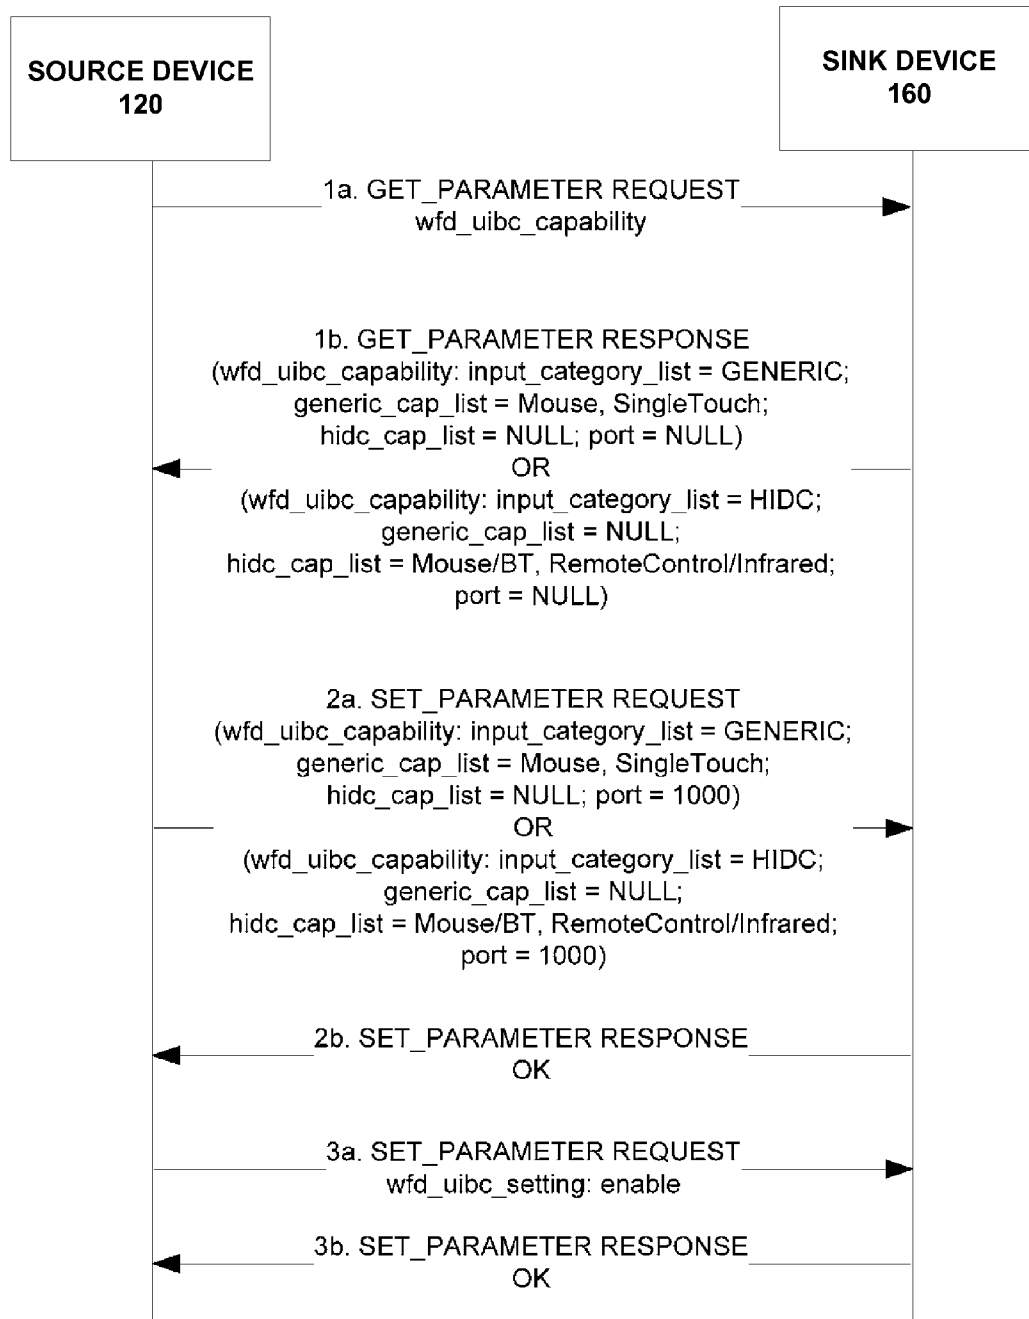 SOURCE DEVICE
120
SINK DEVICE
160
1a. GET_PARAMETER REQUEST
wfd_uibc_capability
1b. GET_PARAMETER RESPONSE
(wfd_uibc_capability: input_category_list = GENERIC;
generic_cap_list = Mouse, SingleTouch;
hidc_cap_list = NULL; port = NULL)
OR
(wfd_uibc_capability: input_category_list = HIDC;
generic_cap_list = NULL;
hidc_cap_list = Mouse/BT, RemoteControl/Infrared;
port = NULL)
2a. SET_PARAMETER REQUEST
(wfd_uibc_capability: input_category_list = GENERIC;
generic_cap_list = Mouse, SingleTouch;
hidc_cap_list = NULL; port = 1000)
OR
(wfd_uibc_capability: input_category_list = HIDC;
generic_cap_list = NULL;
hidc_cap_list = Mouse/BT, RemoteControl/Infrared;
port = 1000)
2b. SET_PARAMETER RESPONSE
OK
3a. SET_PARAMETER REQUEST
wfd_uibc_setting: enable
3b. SET_PARAMETER RESPONSE
OK